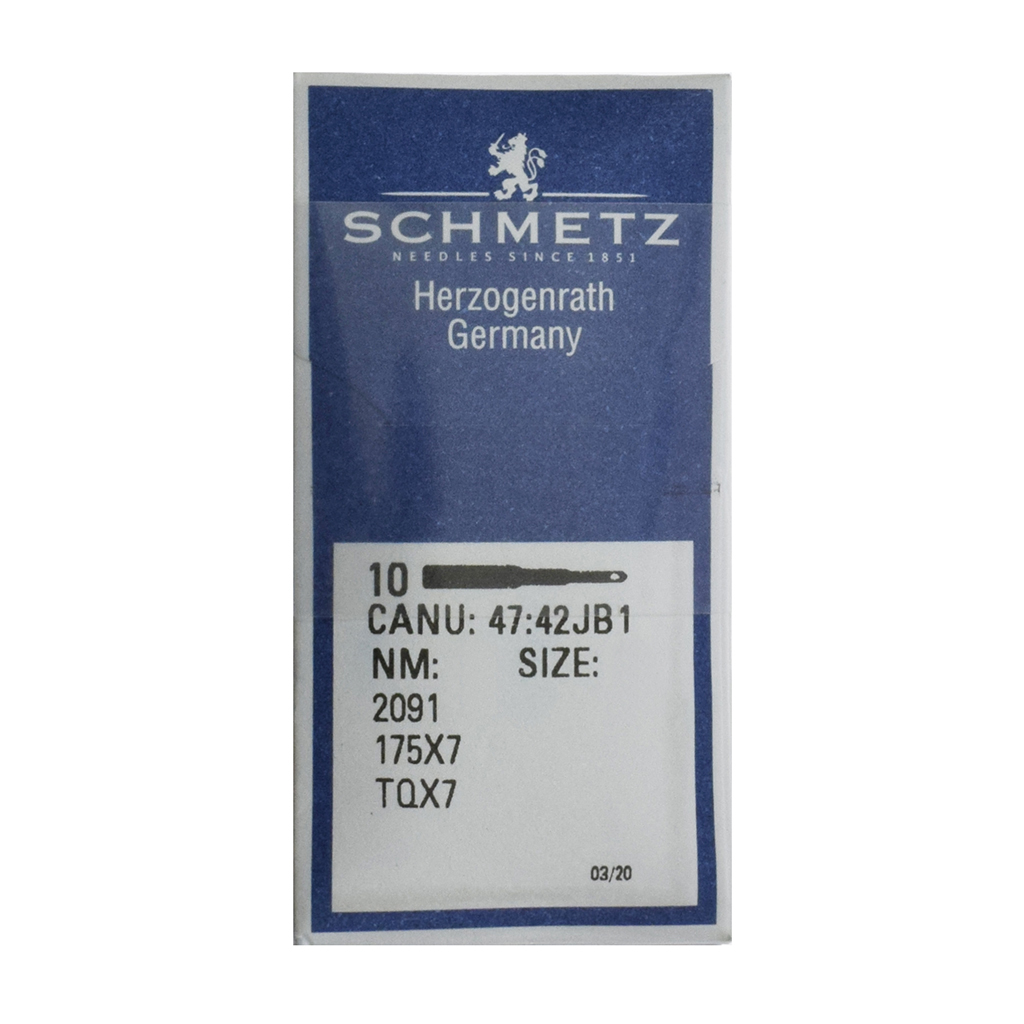 SCHMETZ
NEEDLES SINCE 1851
Herzogenrath
Germany
10
CANU: 47:42JB1
NM: SIZE:
2091
175X7
TQX7
03/20